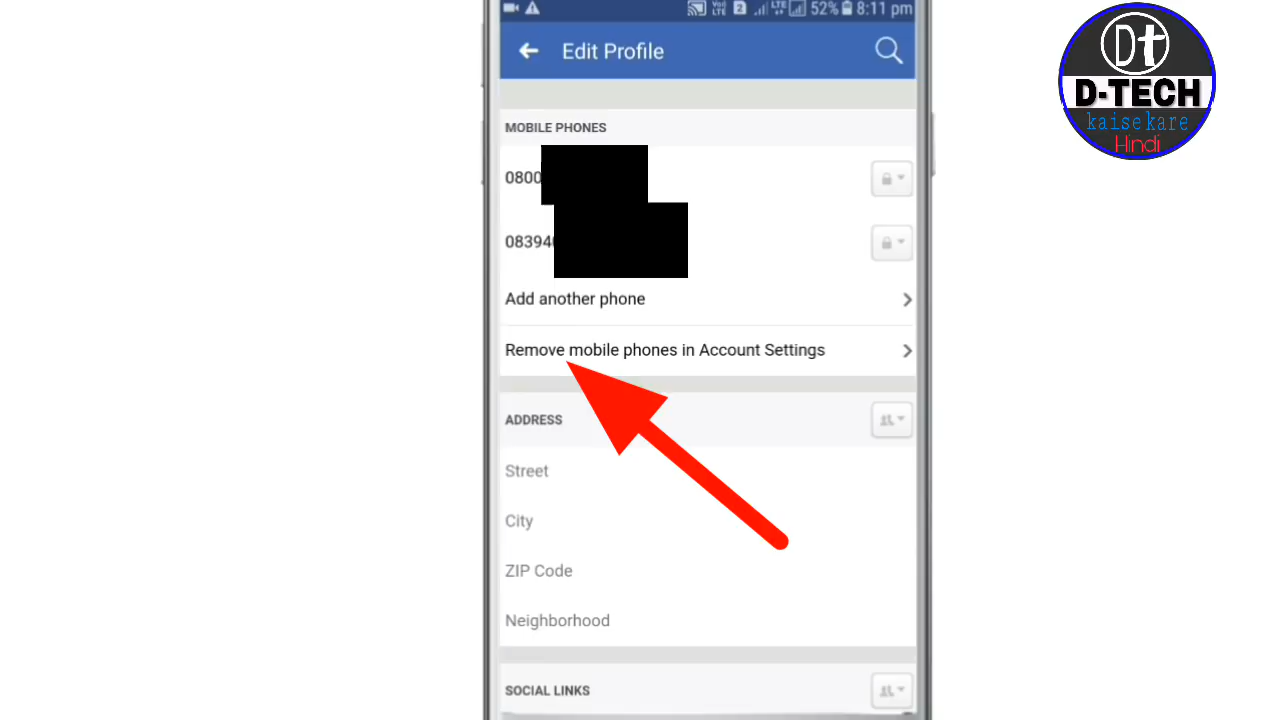 52% 8:11 pm
Edit Profile
MOBILE PHONES
0800
08394
Add another phone
Remove mobile phones in Account Settings
ADDRESS
Street
City
ZIP Code
Neighborhood
SOCIAL LINKS
Dt
D-TECH
kaise kare
Hindi